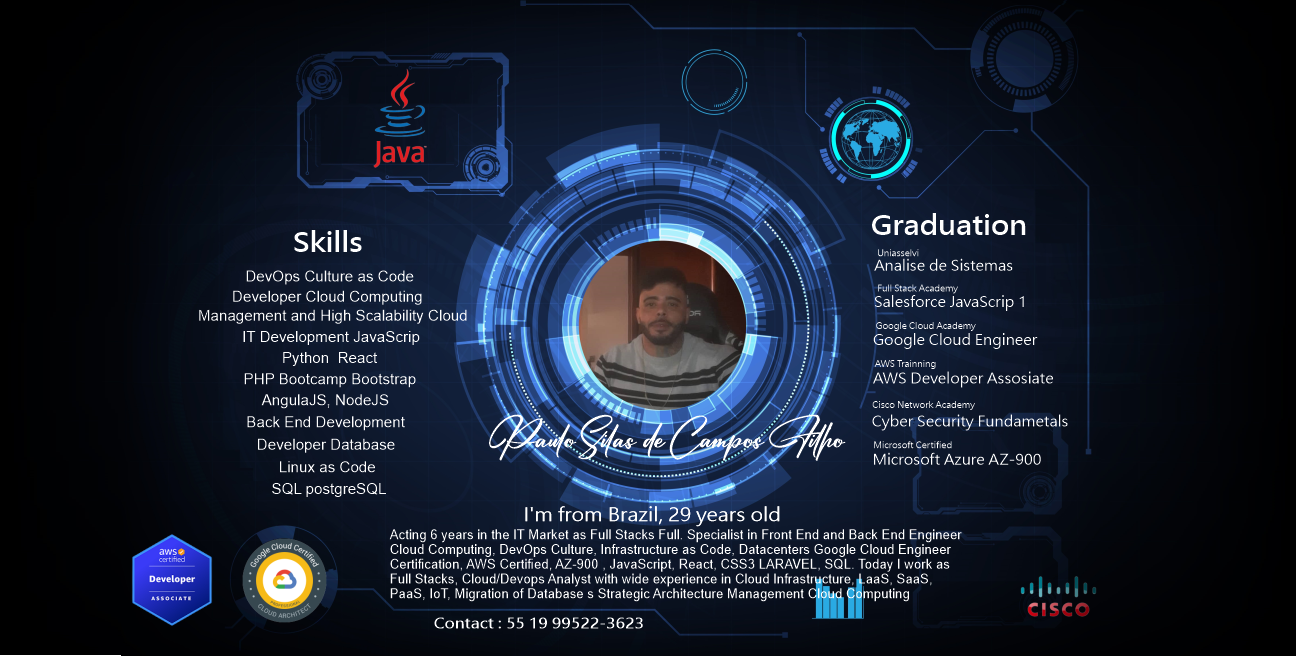 Java
Skills
DevOps Culture as Code
Developer Cloud Computing
Management and High Scalability Cloud
IT Development JavaScrip
Python React
PHP Bootcamp Bootstrap
AngulaJS, NodeJS
Back End Development
Developer Database
Linux as Code
SQL postgreSQL
Graduation
Uniasselvi
Analise de Sistemas
Full Stack Academy
Salesforce JavaScrip 1
Google Cloud Academy
Google Cloud Engineer
AWS Trainning
AWS Developer Assosiate
Cisco Network Academy
Cyber Security Fundametals
Microsoft Certified
Microsoft Azure AZ-900
Paulo Silas de Campos Filho
I'm from Brazil, 29 years old
Acting 6 years in the IT Market as Full Stacks Full. Specialist in Front End and Back End Engineer
Cloud Computing, DevOps Culture, Infrastructure as Code, Datacenters Google Cloud Engineer
Certification, AWS Certified, AZ-900 , JavaScript, React, CSS3 LARAVEL, SQL. Today I work as
Full Stacks, Cloud/Devops Analyst with wide experience in Cloud Infrastructure, LaaS, SaaS,
PaaS, IoT, Migration of Database s Strategic Architecture Management Cloud Computing
Contact : 55 19 99522-3623
aws
certified
Developer
ASSOCIATE
Google Cloud Certified
PROFESSIONAL
CLOUD ARCHITECT
CISCO